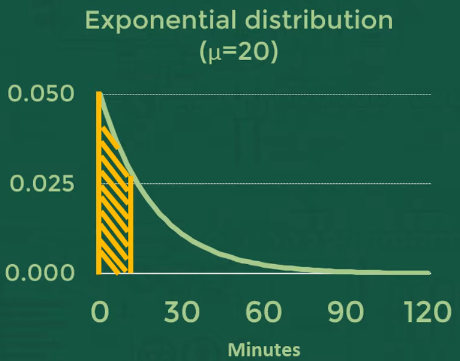 Exponential distribution
(μ=20)
0.050
0.025
0.000
0 30 60 90 120
Minutes